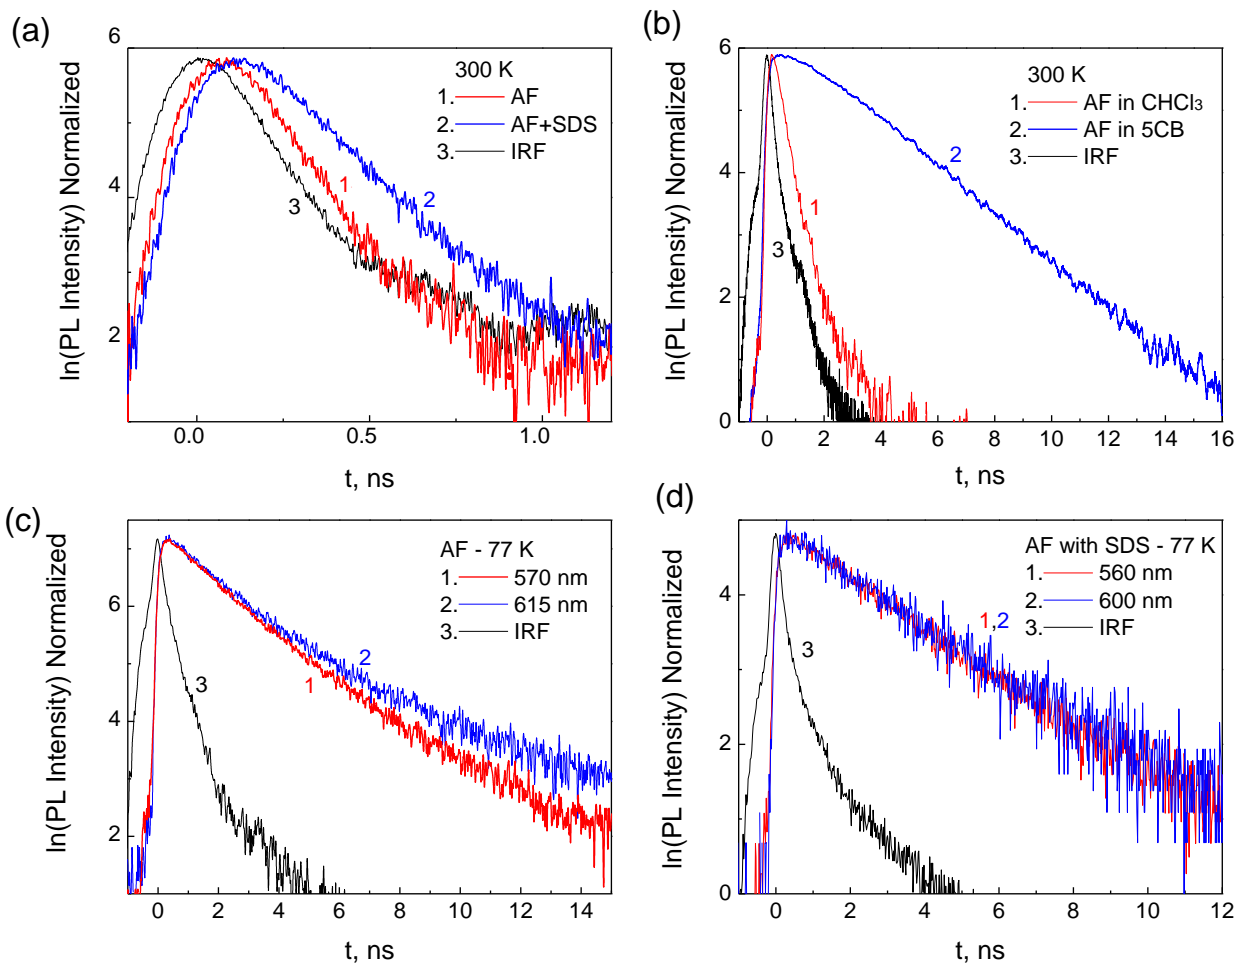 (a)
6
4
2
0.0
0.5
1.0
ln(PL Intensity) Normalized
t, ns
300 K
1. AF
2. AF+SDS
3. IRF
1
2
3
(b)
6
4
2
0
0
2
4
6
8
10
12
14
16
ln(PL Intensity) Normalized
t, ns
300 K
1. AF in CHCl₃
2. AF in 5CB
3. IRF
2
1
3
(c)
6
4
2
0
2
4
6
8
10
12
14
ln(PL Intensity) Normalized
t, ns
AF - 77 K
1. 570 nm
2. 615 nm
3. IRF
2
1
3
(d)
4
2
0
0
2
4
6
8
10
12
ln(PL Intensity) Normalized
t, ns
AF with SDS - 77 K
1. 560 nm
2. 600 nm
3. IRF
1,2
3